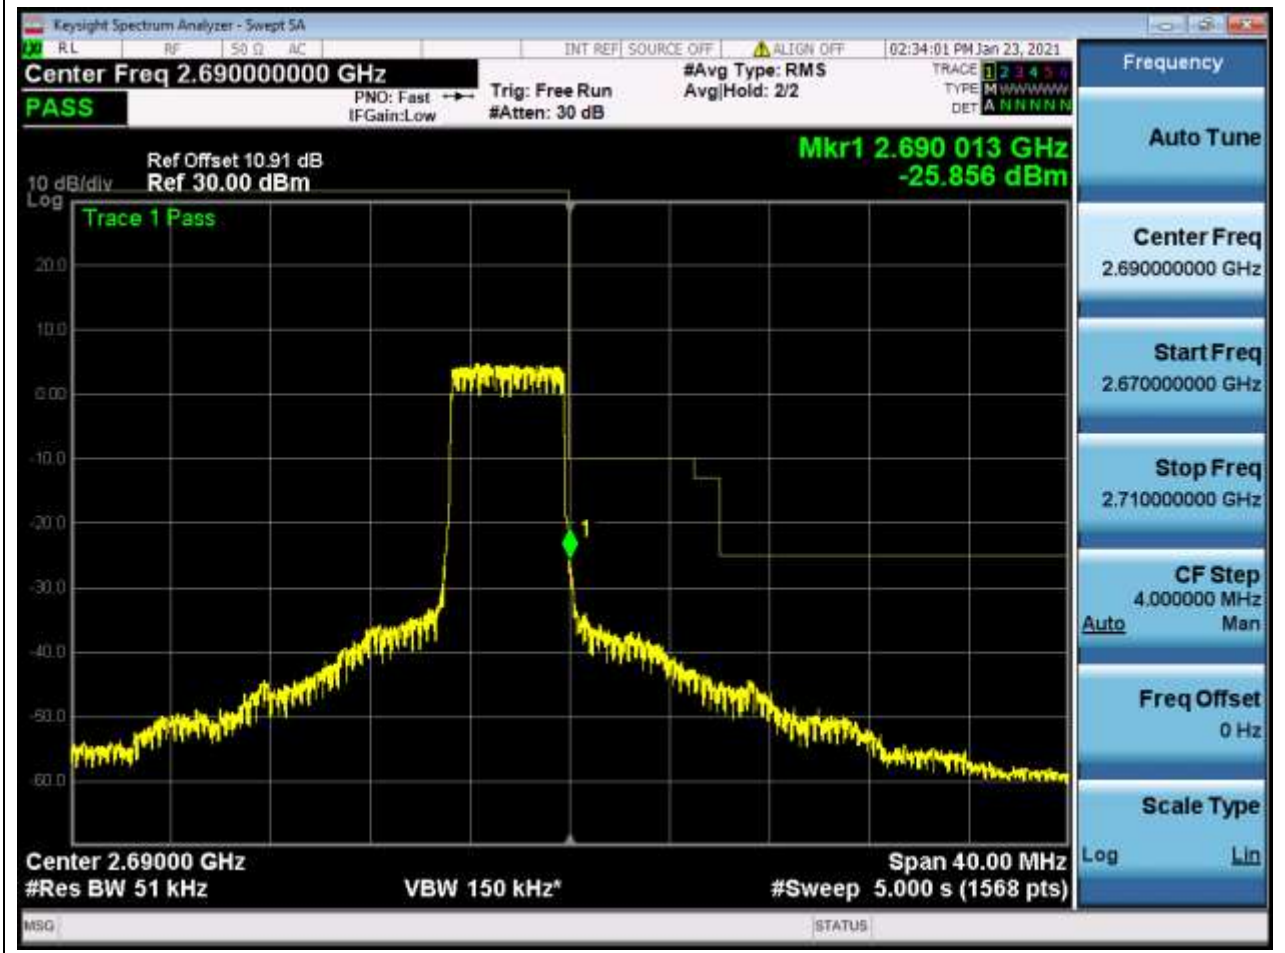 Keysight Spectrum Analyzer - Swept SA
RL RF 50 Ω AC INT REF SOURCE OFF ALIGN OFF 02:34:01 PM Jan 23, 2021
Center Freq 2.690000000 GHz
#Avg Type: RMS
TRACE 1 2 3 4 5 6
PASS
PNO: Fast
Trig: Free Run
Avg|Hold: 2/2
TYPE M WWWWW
IFGain:Low
#Atten: 30 dB
DET A N N N N N
Mkr1 2.690 013 GHz
-25.856 dBm
Ref Offset 10.91 dB
10 dB/div Ref 30.00 dBm
Log
Trace 1 Pass
20.0
10.0
0.00
-10.0
-20.0
1
-30.0
-40.0
-50.0
-60.0
Center 2.69000 GHz Span 40.00 MHz
#Res BW 51 kHz VBW 150 kHz* #Sweep 5.000 s (1568 pts)
MSG STATUS
Frequency
Auto Tune
Center Freq
2.690000000 GHz
Start Freq
2.670000000 GHz
Stop Freq
2.710000000 GHz
CF Step
4.000000 MHz
Auto Man
Freq Offset
0 Hz
Scale Type
Log Lin